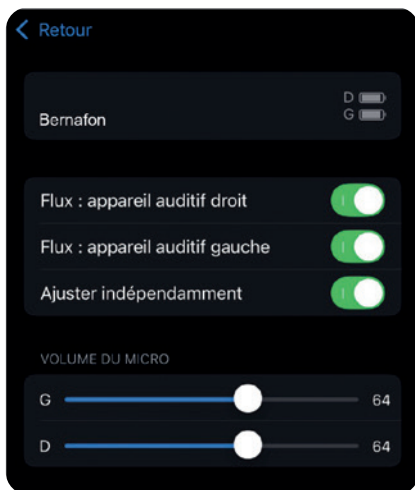 Retour
D
Bernafon
G
Flux : appareil auditif droit
Flux : appareil auditif gauche
Ajuster indépendamment
VOLUME DU MICRO
G 64
D 64